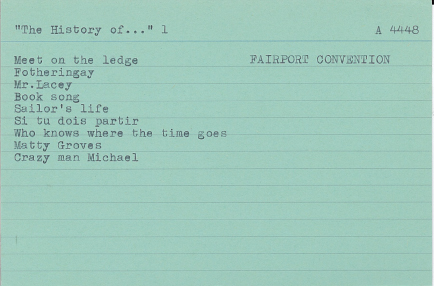 "The History of..." 1 A 4448
Meet on the ledge FAIRPORT CONVENTION
Fotheringay
Mr.Lacey
Book song
Sailor's life
Si tu dois partir
Who knows where the time goes
Matty Groves
Crazy man Michael